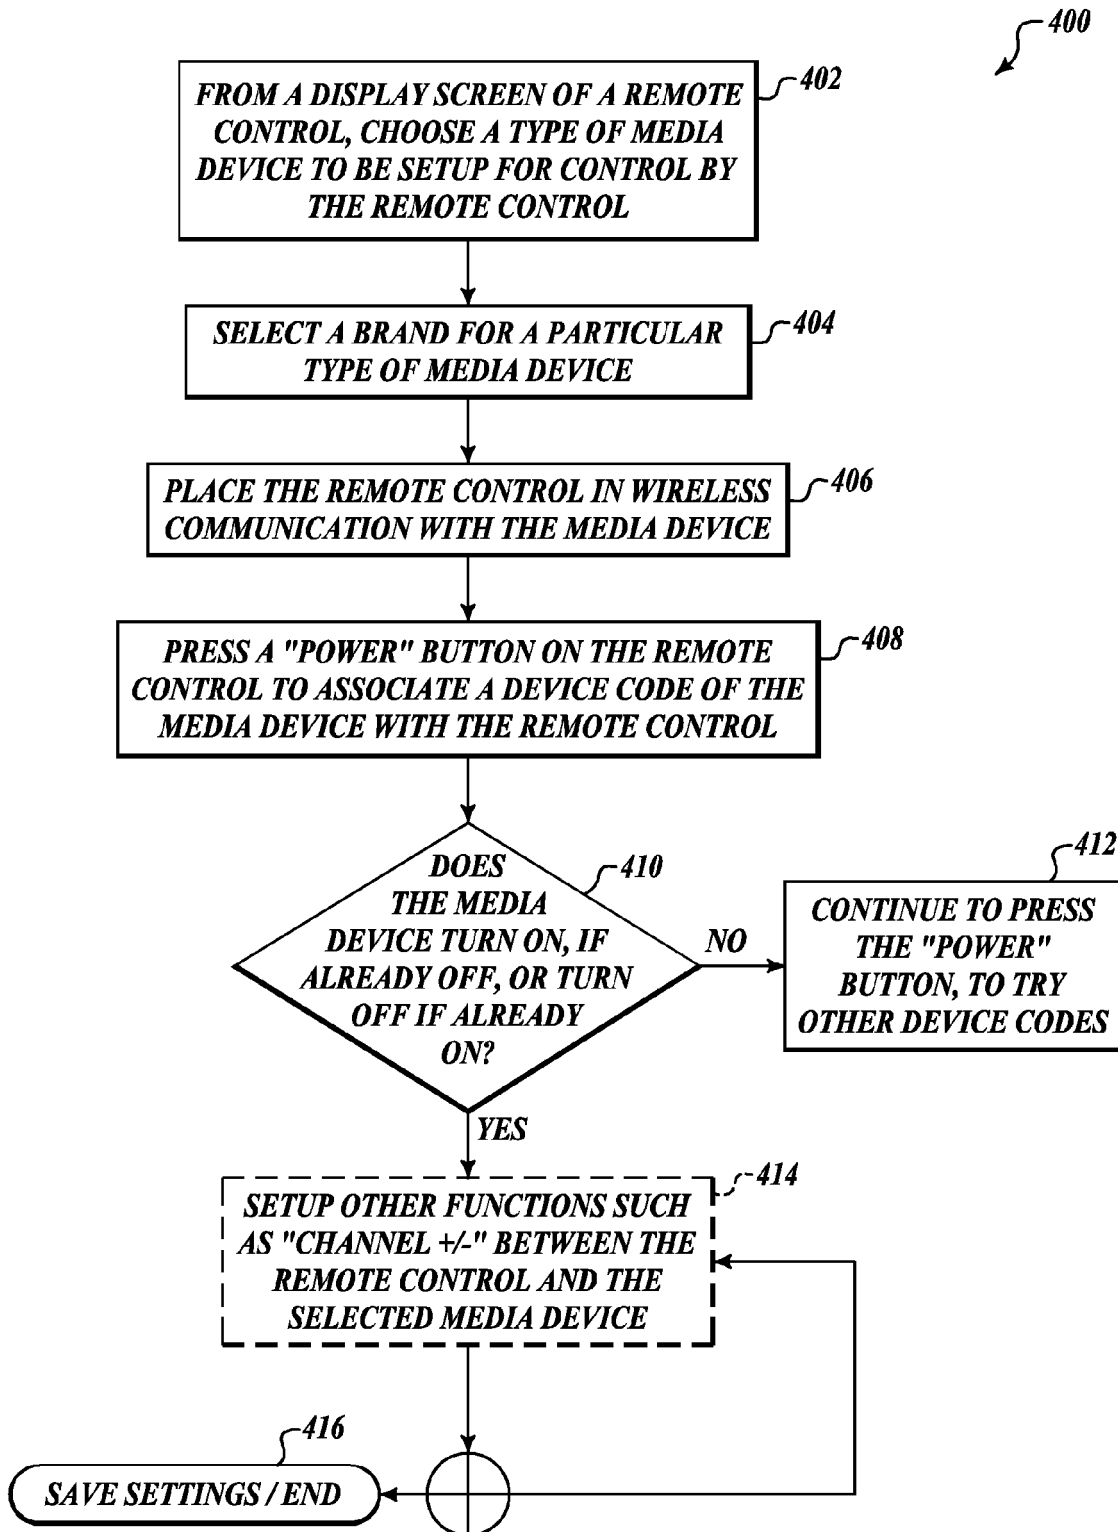 400
402
FROM A DISPLAY SCREEN OF A REMOTE
CONTROL, CHOOSE A TYPE OF MEDIA
DEVICE TO BE SETUP FOR CONTROL BY
THE REMOTE CONTROL
404
SELECT A BRAND FOR A PARTICULAR
TYPE OF MEDIA DEVICE
406
PLACE THE REMOTE CONTROL IN WIRELESS
COMMUNICATION WITH THE MEDIA DEVICE
408
PRESS A "POWER" BUTTON ON THE REMOTE
CONTROL TO ASSOCIATE A DEVICE CODE OF THE
MEDIA DEVICE WITH THE REMOTE CONTROL
410
DOES
THE MEDIA
DEVICE TURN ON, IF
ALREADY OFF, OR TURN
OFF IF ALREADY
ON?
NO
412
CONTINUE TO PRESS
THE "POWER"
BUTTON, TO TRY
OTHER DEVICE CODES
YES
414
SETUP OTHER FUNCTIONS SUCH
AS "CHANNEL +/-" BETWEEN THE
REMOTE CONTROL AND THE
SELECTED MEDIA DEVICE
416
SAVE SETTINGS / END